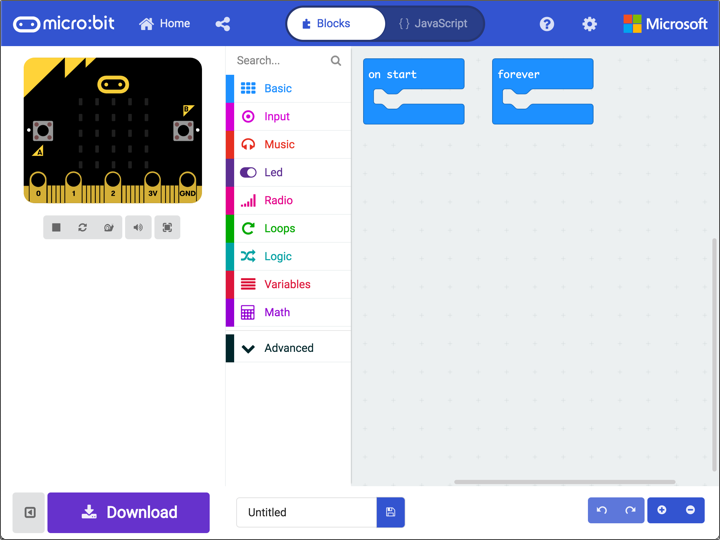 micro:bit
Home
Blocks
{ } JavaScript
?
Microsoft
Search...
Basic
Input
Music
Led
Radio
Loops
Logic
Variables
Math
Advanced
on start
forever
B
A
0 1 2 3V GND
Download
Untitled